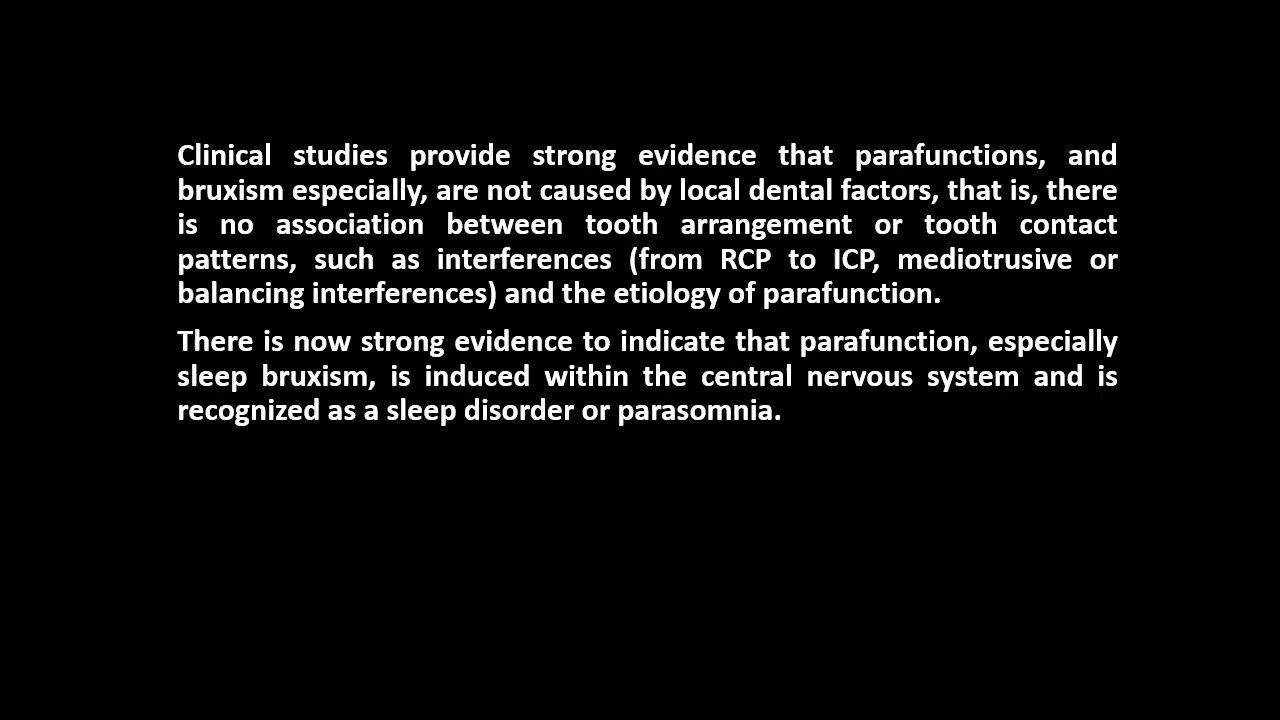 Clinical studies provide strong evidence that parafunctions, and
bruxism especially, are not caused by local dental factors, that is, there
is no association between tooth arrangement or tooth contact
patterns, such as interferences (from RCP to ICP, mediotrusive or
balancing interferences) and the etiology of parafunction.
There is now strong evidence to indicate that parafunction, especially
sleep bruxism, is induced within the central nervous system and is
recognized as a sleep disorder or parasomnia.